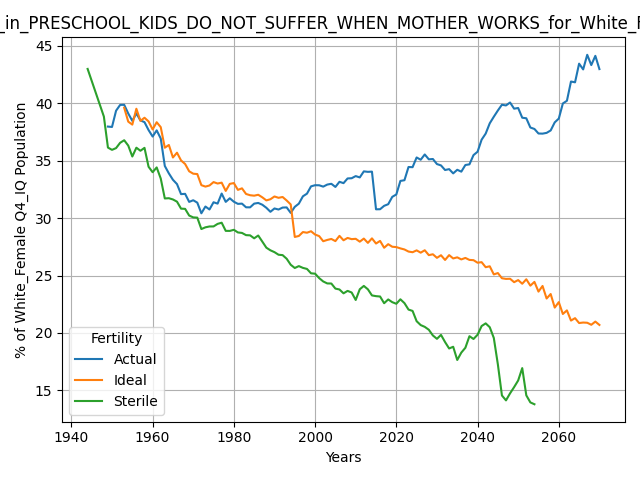 _in_PRESCHOOL_KIDS_DO_NOT_SUFFER_WHEN_MOTHER_WORKS_for_White_F
% of White_Female Q4_IQ Population
45
40
35
30
25
20
15
Fertility
Actual
Ideal
Sterile
1940 1960 1980 2000 2020 2040 2060
Years